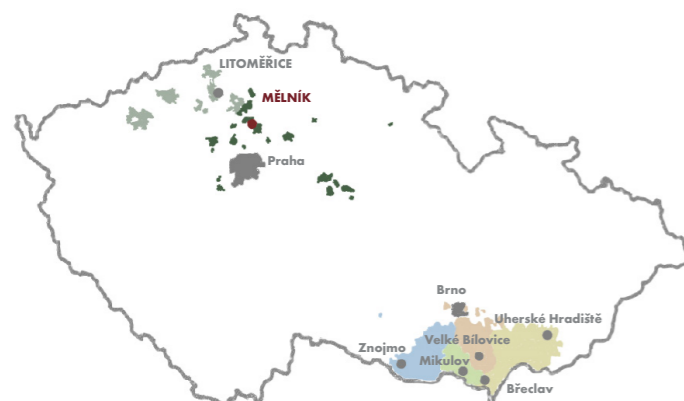 LITOMĚŘICE
MĚLNÍK
Praha
Brno
Uherské Hradiště
Velké Bílovice
Znojmo
Mikulov
Břeclav